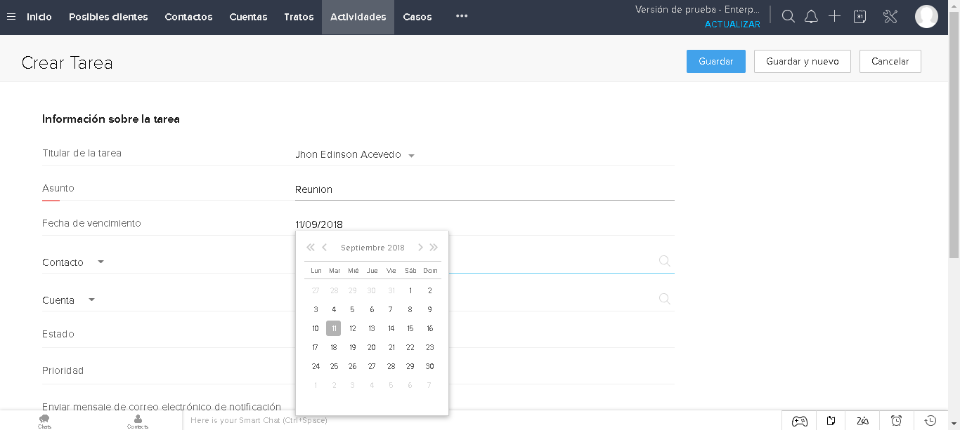 Inicio Posibles clientes Contactos Cuentas Tratos Actividades Casos ••• Versión de prueba - Enterp...
ACTUALIZAR
Crear Tarea Guardar Guardar y nuevo Cancelar
Información sobre la tarea
Titular de la tarea Jhon Edinson Acevedo
Asunto Reunion
Fecha de vencimiento 11/09/2018
Septiembre 2018
Lun Mar Mié Jue Vie Sáb Dom
27 28 29 30 31 1 2
3 4 5 6 7 8 9
10 11 12 13 14 15 16
17 18 19 20 21 22 23
24 25 26 27 28 29 30
1 2 3 4 5 6 7
Contacto
Cuenta
Estado
Prioridad
Enviar mensaje de correo electrónico de notificación
Chats Contacts Here is your Smart Chat (Ctrl+Space)